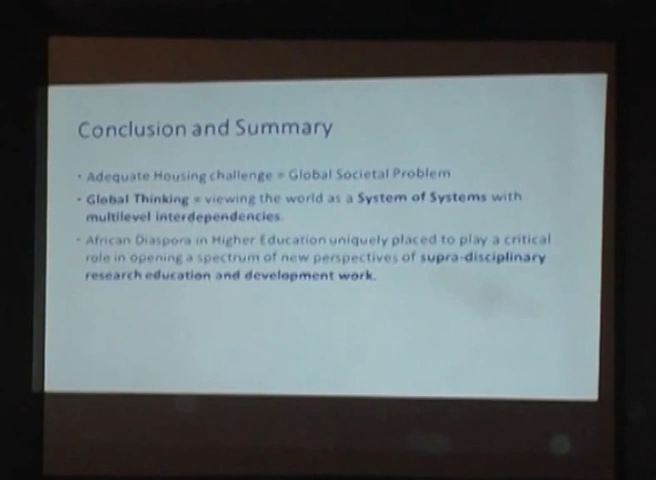 Conclusion and Summary
• Adequate Housing challenge = Global Societal Problem
• Global Thinking = viewing the world as a System of Systems with
multilevel interdependencies.
• African Diaspora in Higher Education uniquely placed to play a critical
role in opening a spectrum of new perspectives of supra-disciplinary
research education and development work.